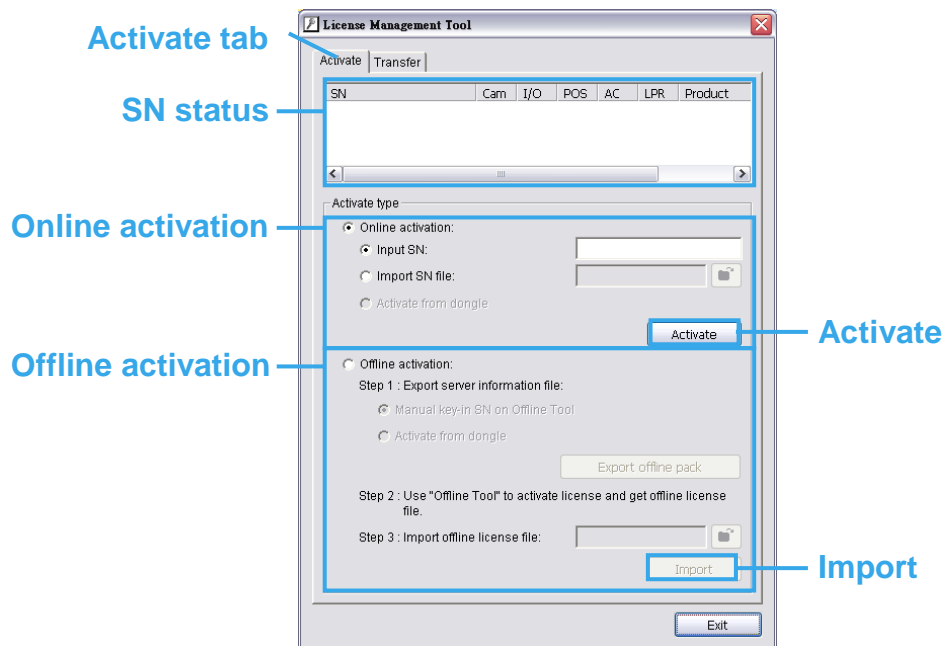 License Management Tool
Activate tab
Activate Transfer
SN Cam I/O POS AC LPR Product
SN status
Activate type
Online activation
Online activation:
Input SN:
Import SN file:
Activate from dongle
Activate
Activate
Offline activation
Offline activation:
Step 1 : Export server information file:
Manual key-in SN on Offline Tool
Activate from dongle
Export offline pack
Step 2 : Use "Offline Tool" to activate license and get offline license
file.
Step 3 : Import offline license file:
Import
Import
Exit